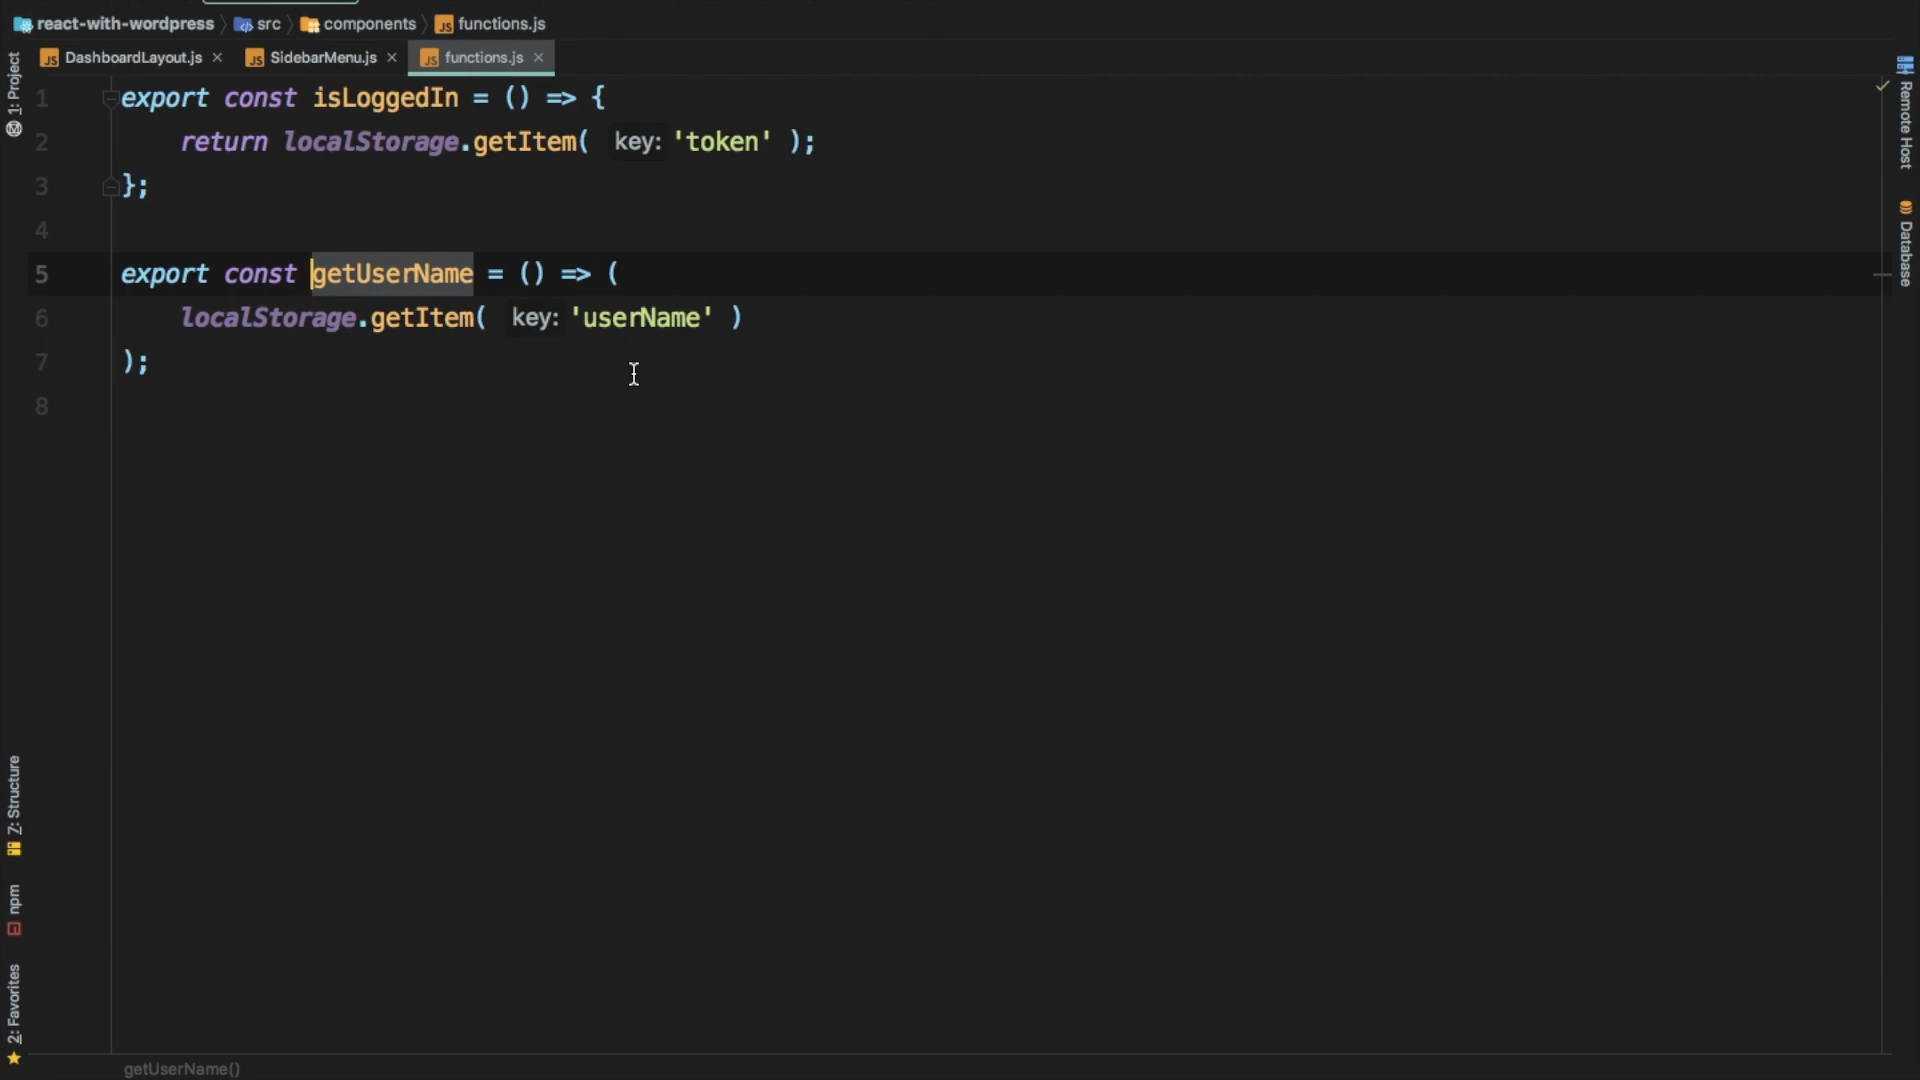 react-with-wordpress src components functions.js
DashboardLayout.js SidebarMenu.js functions.js
1 export const isLoggedIn = () => {
2 return localStorage.getItem( key: 'token' );
3 };
4
5 export const getUserName = () => (
6 localStorage.getItem( key: 'userName' )
7 );
8
getUserName()
1: Project
Z: Structure
npm
2: Favorites
Remote Host
Database